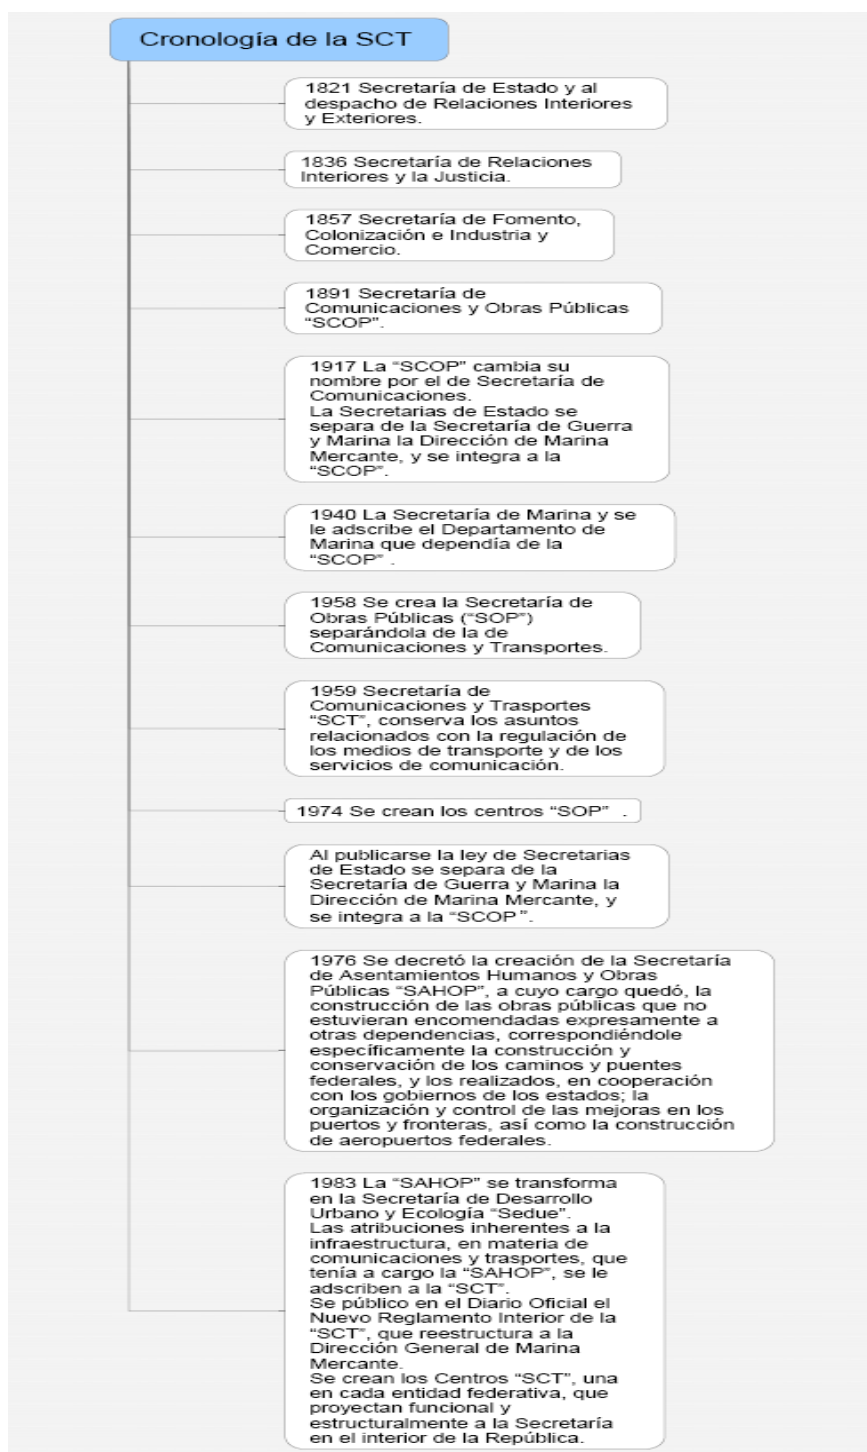 Cronología de la SCT
1821 Secretaría de Estado y al
despacho de Relaciones Interiores
y Exteriores.
1836 Secretaría de Relaciones
Interiores y la Justicia.
1857 Secretaría de Fomento,
Colonización e Industria y
Comercio.
1891 Secretaría de
Comunicaciones y Obras Públicas
“SCOP”.
1917 La “SCOP” cambia su
nombre por el de Secretaría de
Comunicaciones.
La Secretarias de Estado se
separa de la Secretaría de Guerra
y Marina la Dirección de Marina
Mercante, y se integra a la
“SCOP”.
1940 La Secretaría de Marina y se
le adscribe el Departamento de
Marina que dependía de la
“SCOP” .
1958 Se crea la Secretaría de
Obras Públicas (“SOP”)
separándola de la de
Comunicaciones y Transportes.
1959 Secretaría de
Comunicaciones y Trasportes
“SCT”, conserva los asuntos
relacionados con la regulación de
los medios de transporte y de los
servicios de comunicación.
1974 Se crean los centros “SOP” .
Al publicarse la ley de Secretarias
de Estado se separa de la
Secretaría de Guerra y Marina la
Dirección de Marina Mercante, y
se integra a la “SCOP”.
1976 Se decretó la creación de la Secretaría
de Asentamientos Humanos y Obras
Públicas “SAHOP”, a cuyo cargo quedó, la
construcción de las obras públicas que no
estuvieran encomendadas expresamente a
otras dependencias, correspondiéndole
específicamente la construcción y
conservación de los caminos y puentes
federales, y los realizados, en cooperación
con los gobiernos de los estados; la
organización y control de las mejoras en los
puertos y fronteras, así como la construcción
de aeropuertos federales.
1983 La “SAHOP” se transforma
en la Secretaría de Desarrollo
Urbano y Ecología “Sedue”.
Las atribuciones inherentes a la
infraestructura, en materia de
comunicaciones y trasportes, que
tenía a cargo la “SAHOP”, se le
adscriben a la “SCT”.
Se público en el Diario Oficial el
Nuevo Reglamento Interior de la
“SCT”, que reestructura a la
Dirección General de Marina
Mercante.
Se crean los Centros “SCT”, una
en cada entidad federativa, que
proyectan funcional y
estructuralmente a la Secretaría
en el interior de la República.